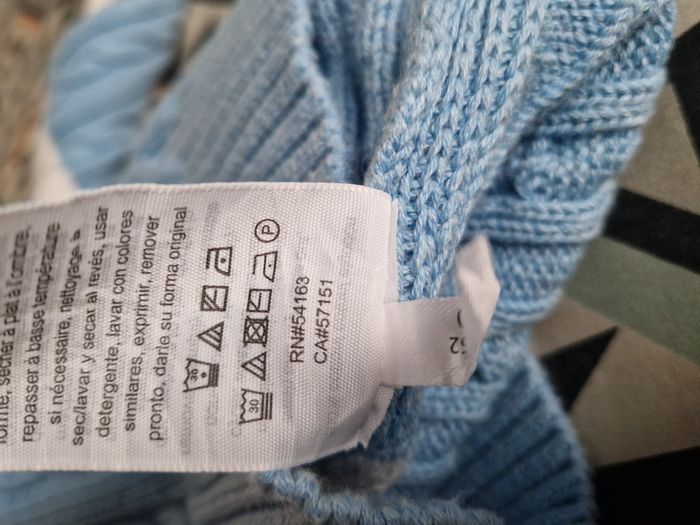 forme, sécher à plat à l'ombre,
repasser à basse température
si nécessaire, nettoyage à
sec/lavar y secar al revés, usar
detergente, lavar con colores
similares, exprimir, remover
pronto, darle su forma original
30
30 P
RN#54163
CA#57151